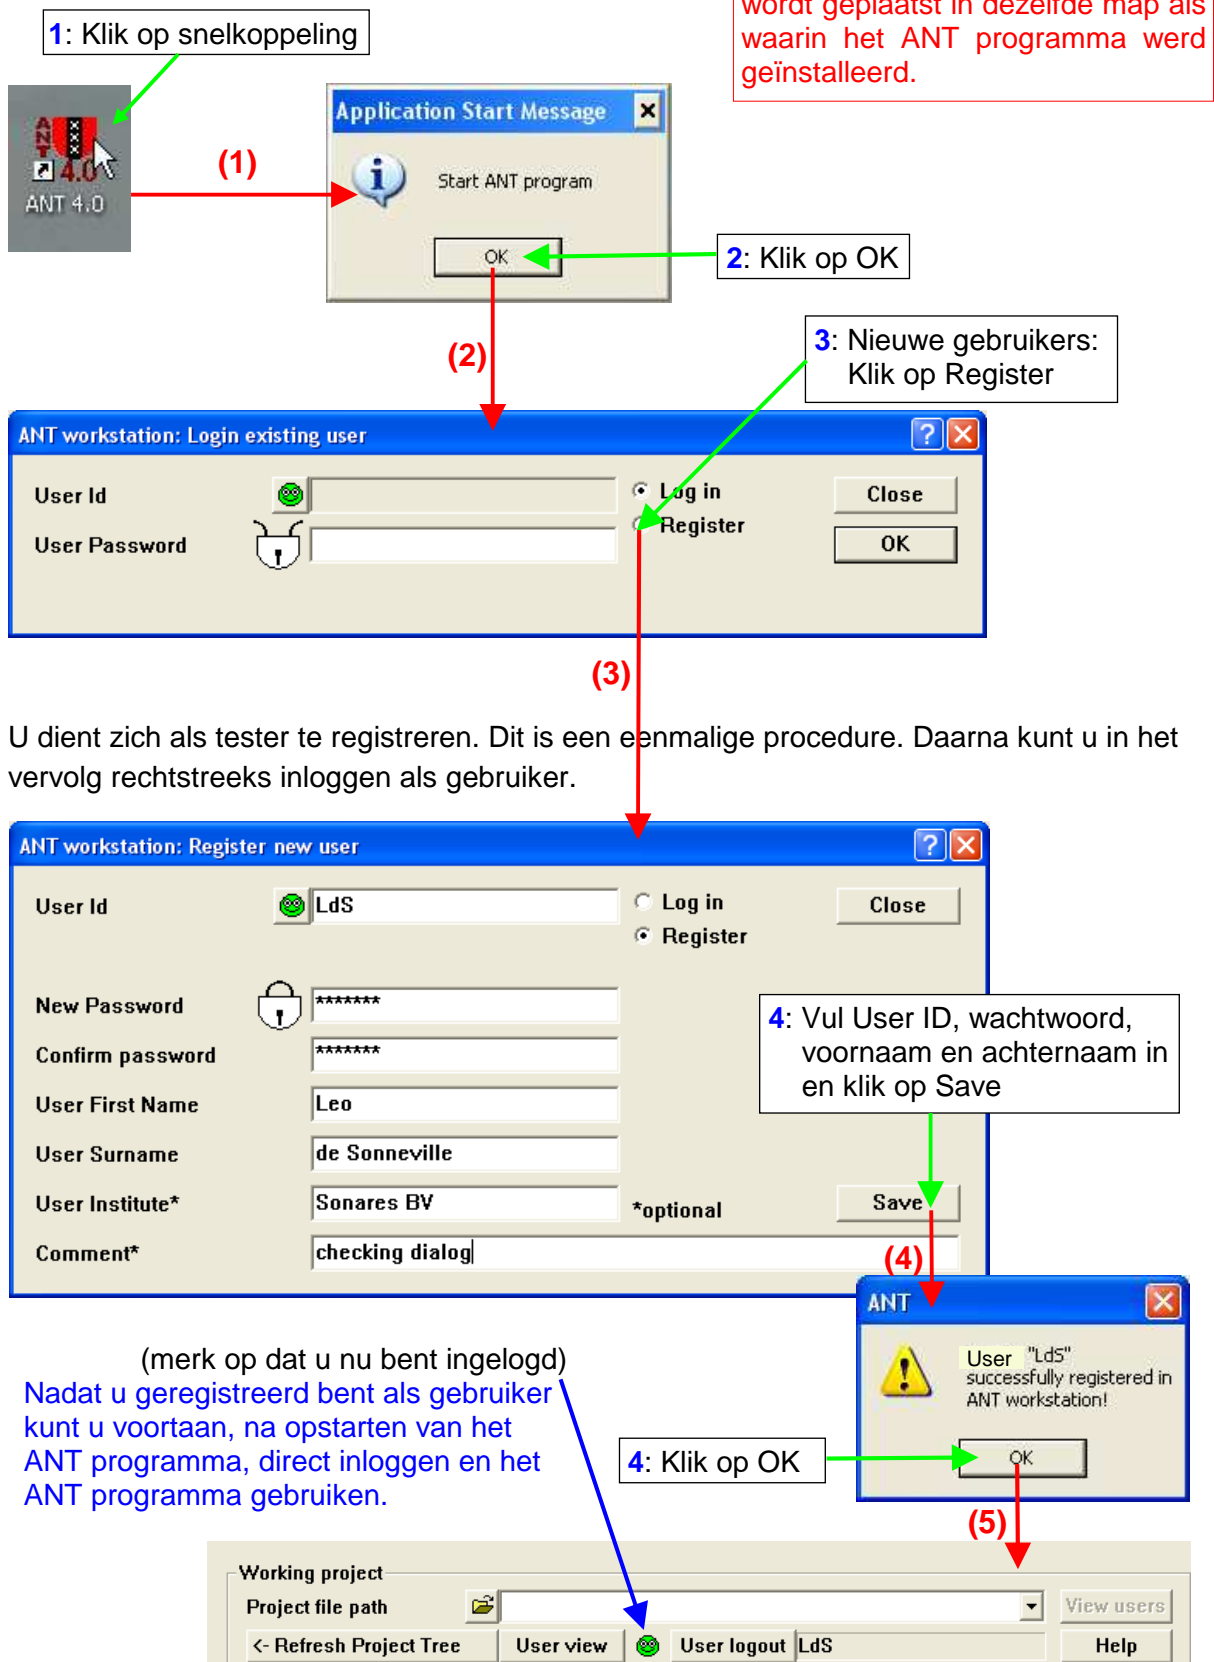 wordt geplaatst in dezelfde map als
waarin het ANT programma werd
geïnstalleerd.
1: Klik op snelkoppeling
ANT
4.0
ANT 4.0
(1)
Application Start Message
Start ANT program
OK
2: Klik op OK
(2)
3: Nieuwe gebruikers:
Klik op Register
ANT workstation: Login existing user
User Id
Log in
Close
Register
User Password
OK
(3)
U dient zich als tester te registreren. Dit is een eenmalige procedure. Daarna kunt u in het
vervolg rechtstreeks inloggen als gebruiker.
ANT workstation: Register new user
User Id
LdS
Log in
Close
Register
New Password
*******
Confirm password
*******
User First Name
Leo
User Surname
de Sonneville
User Institute*
Sonares BV
*optional
Save
Comment*
checking dialog
4: Vul User ID, wachtwoord,
voornaam en achternaam in
en klik op Save
(4)
ANT
User "LdS"
successfully registered in
ANT workstation!
OK
(merk op dat u nu bent ingelogd)
Nadat u geregistreerd bent als gebruiker
kunt u voortaan, na opstarten van het
ANT programma, direct inloggen en het
ANT programma gebruiken.
4: Klik op OK
(5)
Working project
Project file path
View users
<- Refresh Project Tree
User view
User logout
LdS
Help